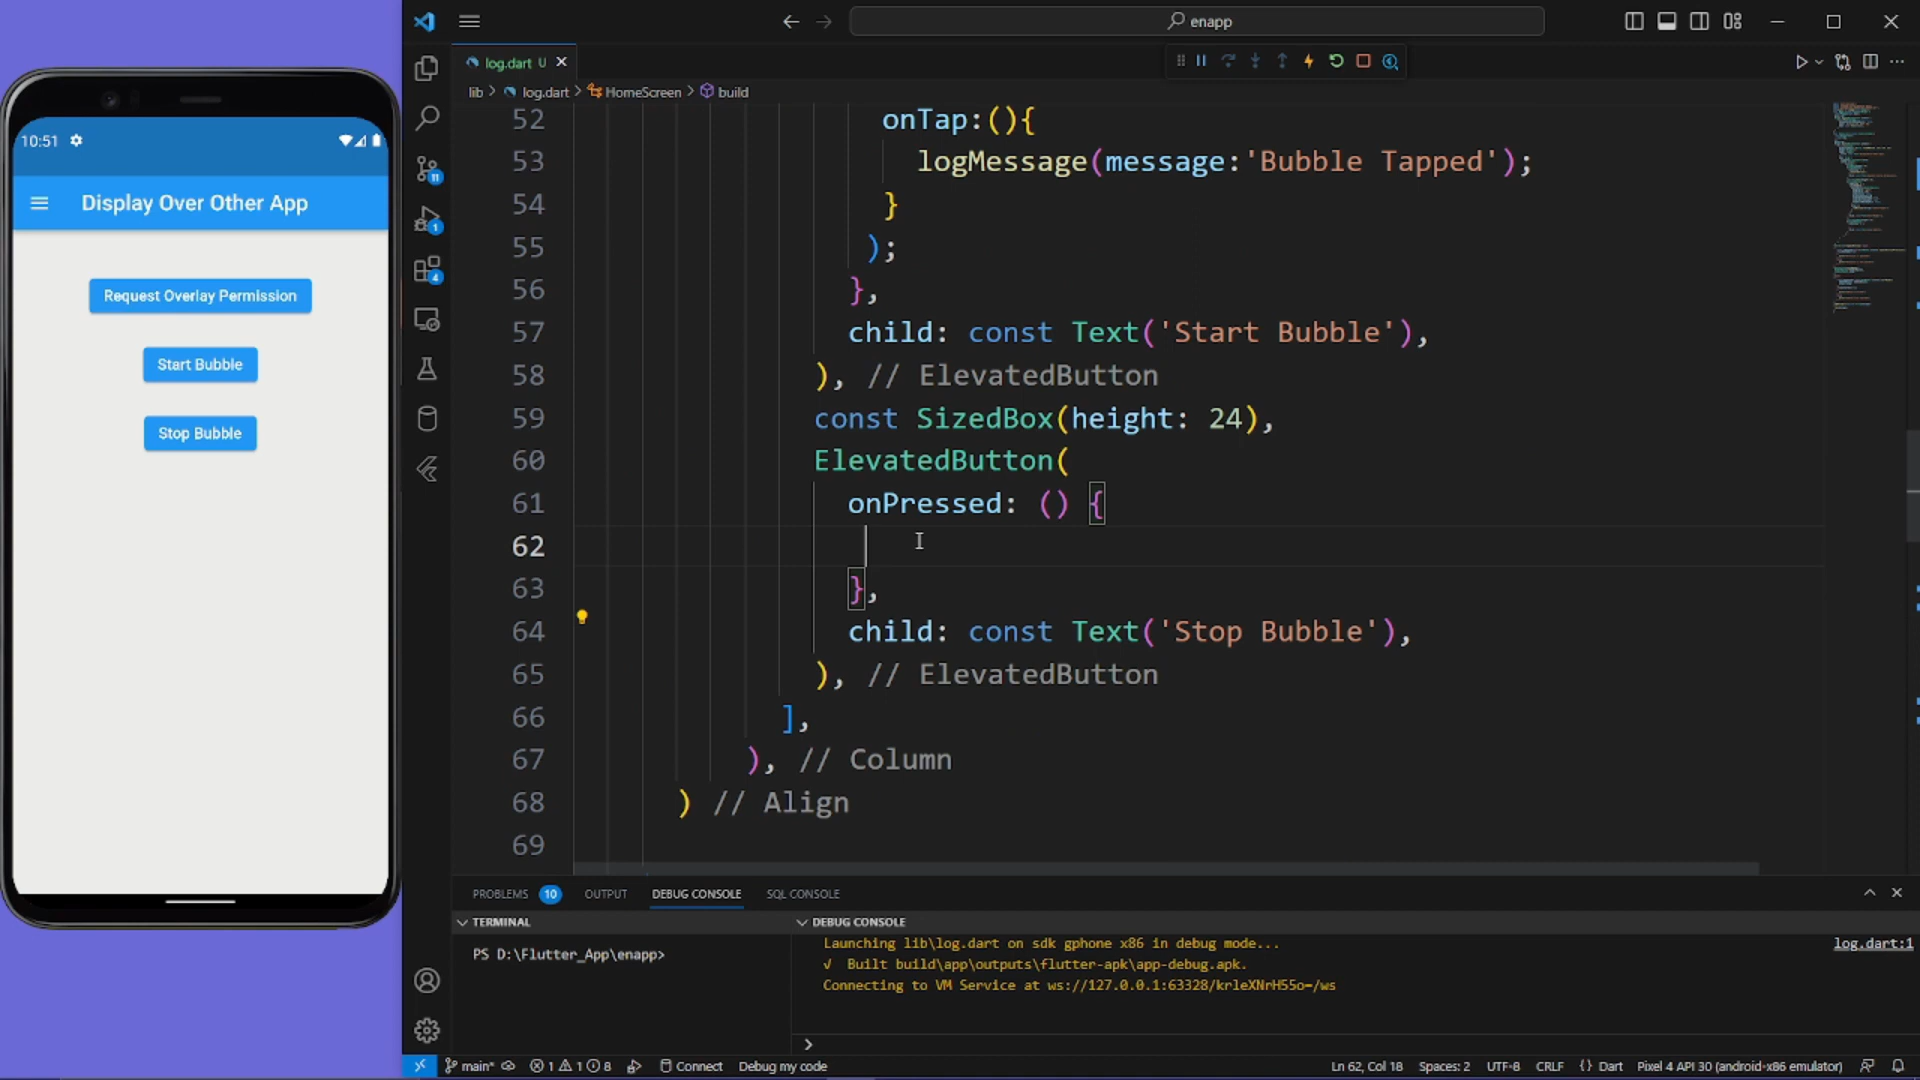 10:51
Display Over Other App
Request Overlay Permission
Start Bubble
Stop Bubble
enapp
log.dart U
lib > log.dart > HomeScreen > build
52 onTap:(){
53 logMessage(message:'Bubble Tapped');
54 }
55 );
56 },
57 child: const Text('Start Bubble'),
58 ), // ElevatedButton
59 const SizedBox(height: 24),
60 ElevatedButton(
61 onPressed: () {
62
63 },
64 child: const Text('Stop Bubble'),
65 ), // ElevatedButton
66 ],
67 ), // Column
68 ) // Align
69
11
1
4
PROBLEMS 10 OUTPUT DEBUG CONSOLE SQL CONSOLE
TERMINAL
PS D:\Flutter_App\enapp>
DEBUG CONSOLE
Launching lib\log.dart on sdk gphone x86 in debug mode...
√ Built build\app\outputs\flutter-apk\app-debug.apk.
Connecting to VM Service at ws://127.0.0.1:63328/krleXNrH55o=/ws
log.dart:1
>
main* 1 1 8 Connect Debug my code
Ln 62, Col 18 Spaces: 2 UTF-8 CRLF {} Dart Pixel 4 API 30 (android-x86 emulator)